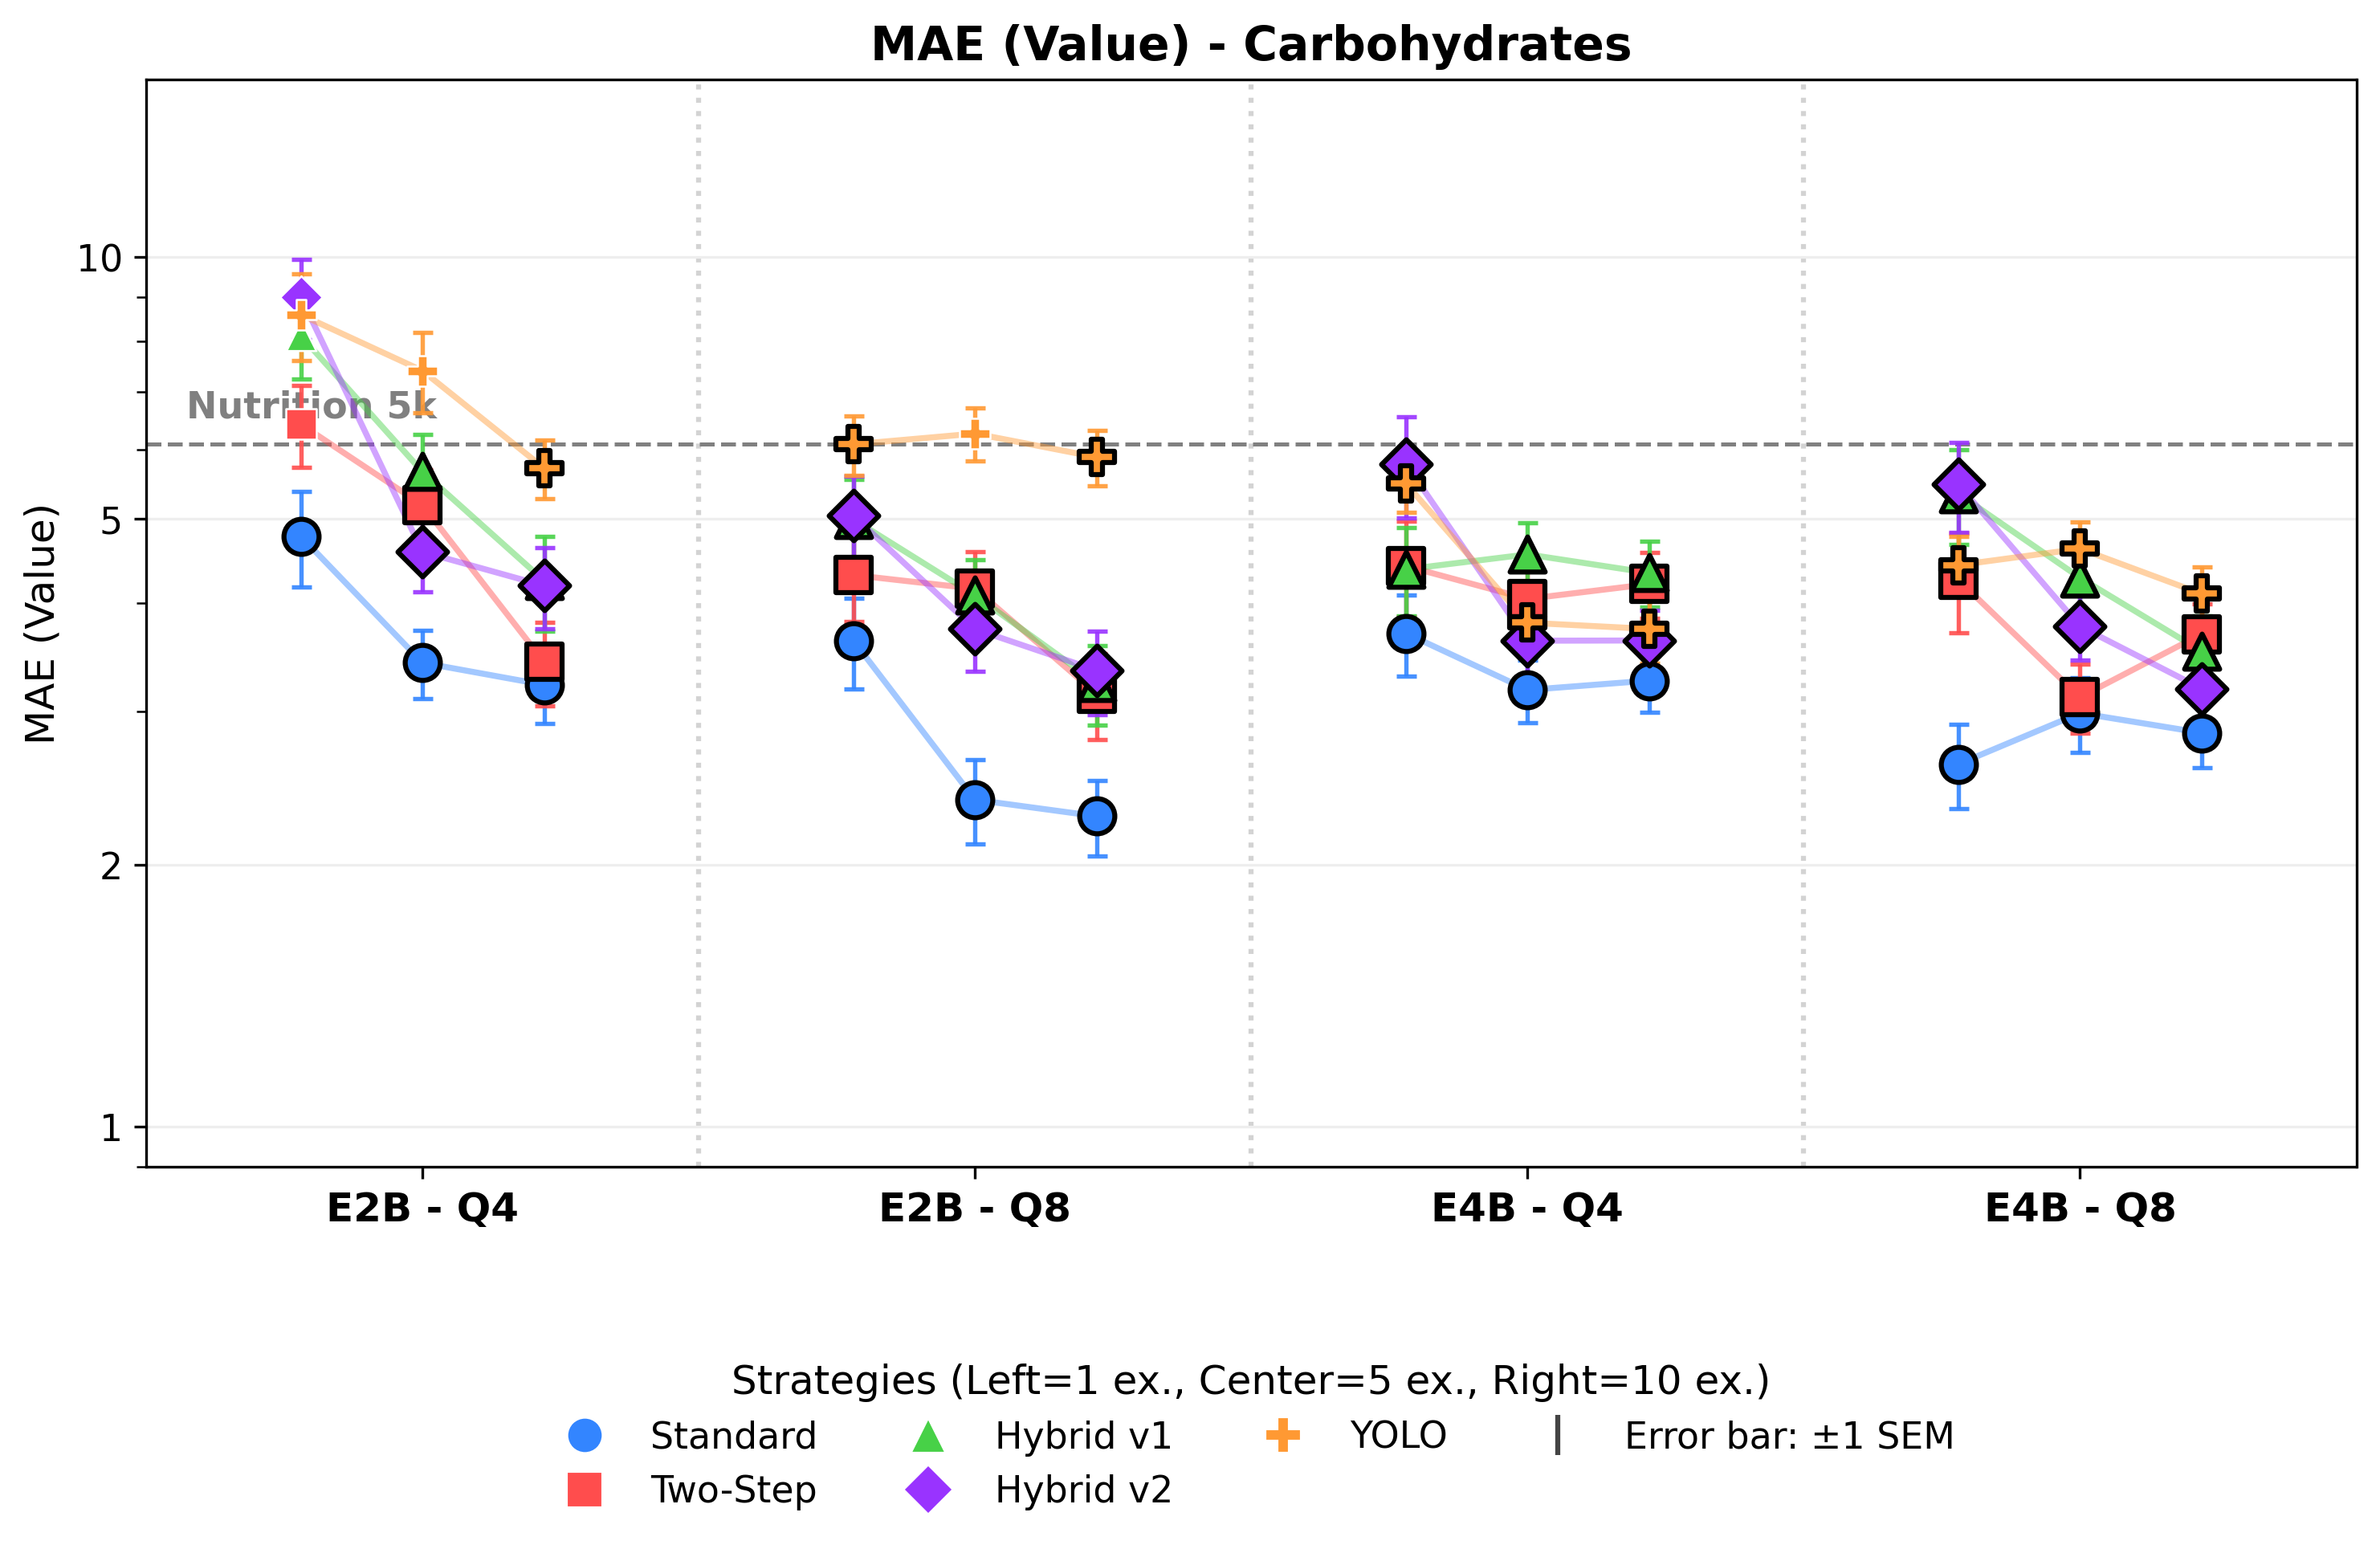 MAE (Value) - Carbohydrates
MAE (Value)
10
5
2
1
Nutrition 5k
E2B - Q4
E2B - Q8
E4B - Q4
E4B - Q8
Strategies (Left=1 ex., Center=5 ex., Right=10 ex.)
Standard
Two-Step
Hybrid v1
Hybrid v2
YOLO
Error bar: ±1 SEM